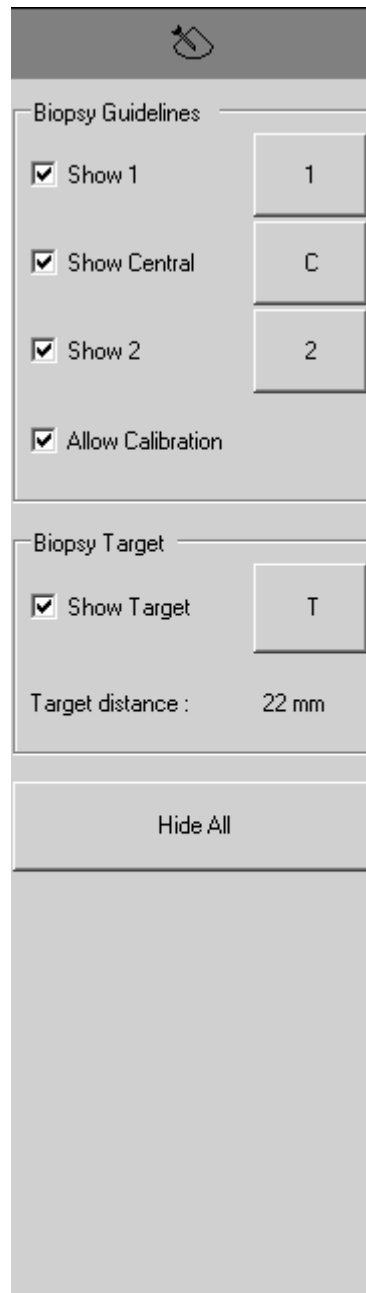 Biopsy Guidelines
Show 1 1
Show Central C
Show 2 2
Allow Calibration
Biopsy Target
Show Target T
Target distance : 22 mm
Hide All